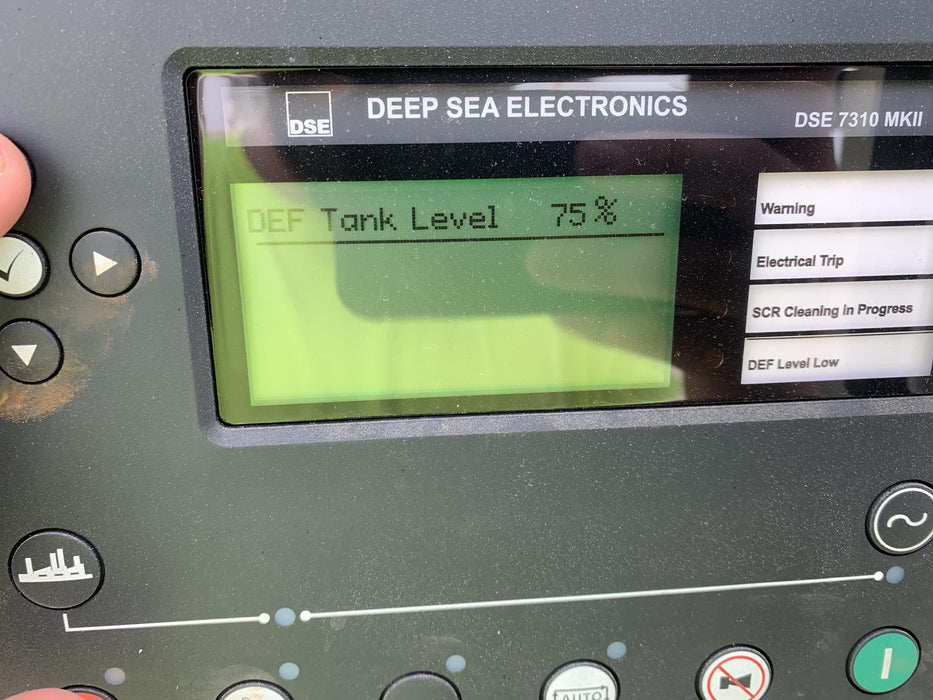 DSE
DEEP SEA ELECTRONICS
DSE 7310 MKII
DEF Tank Level 75%
Warning
Electrical Trip
SCR Cleaning in Progress
DEF Level Low
AUTO